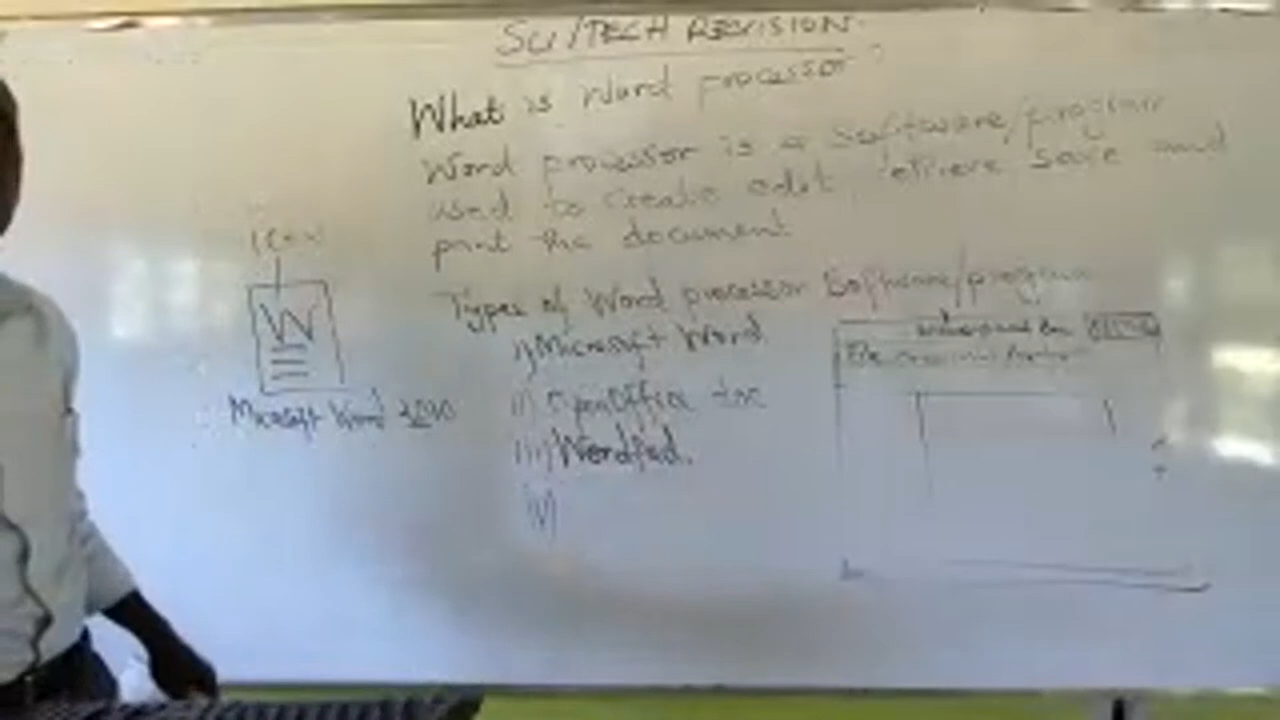 SCI/TECH REVISION.
What is Word processor?
Word processor is a software/program
used to create edit retrieve save and
print the document
Types of Word processor Software/program
i) Microsoft Word
ii) OpenOffice
iii) WordPad.
iv)
Icon
W
Microsoft Word 2010